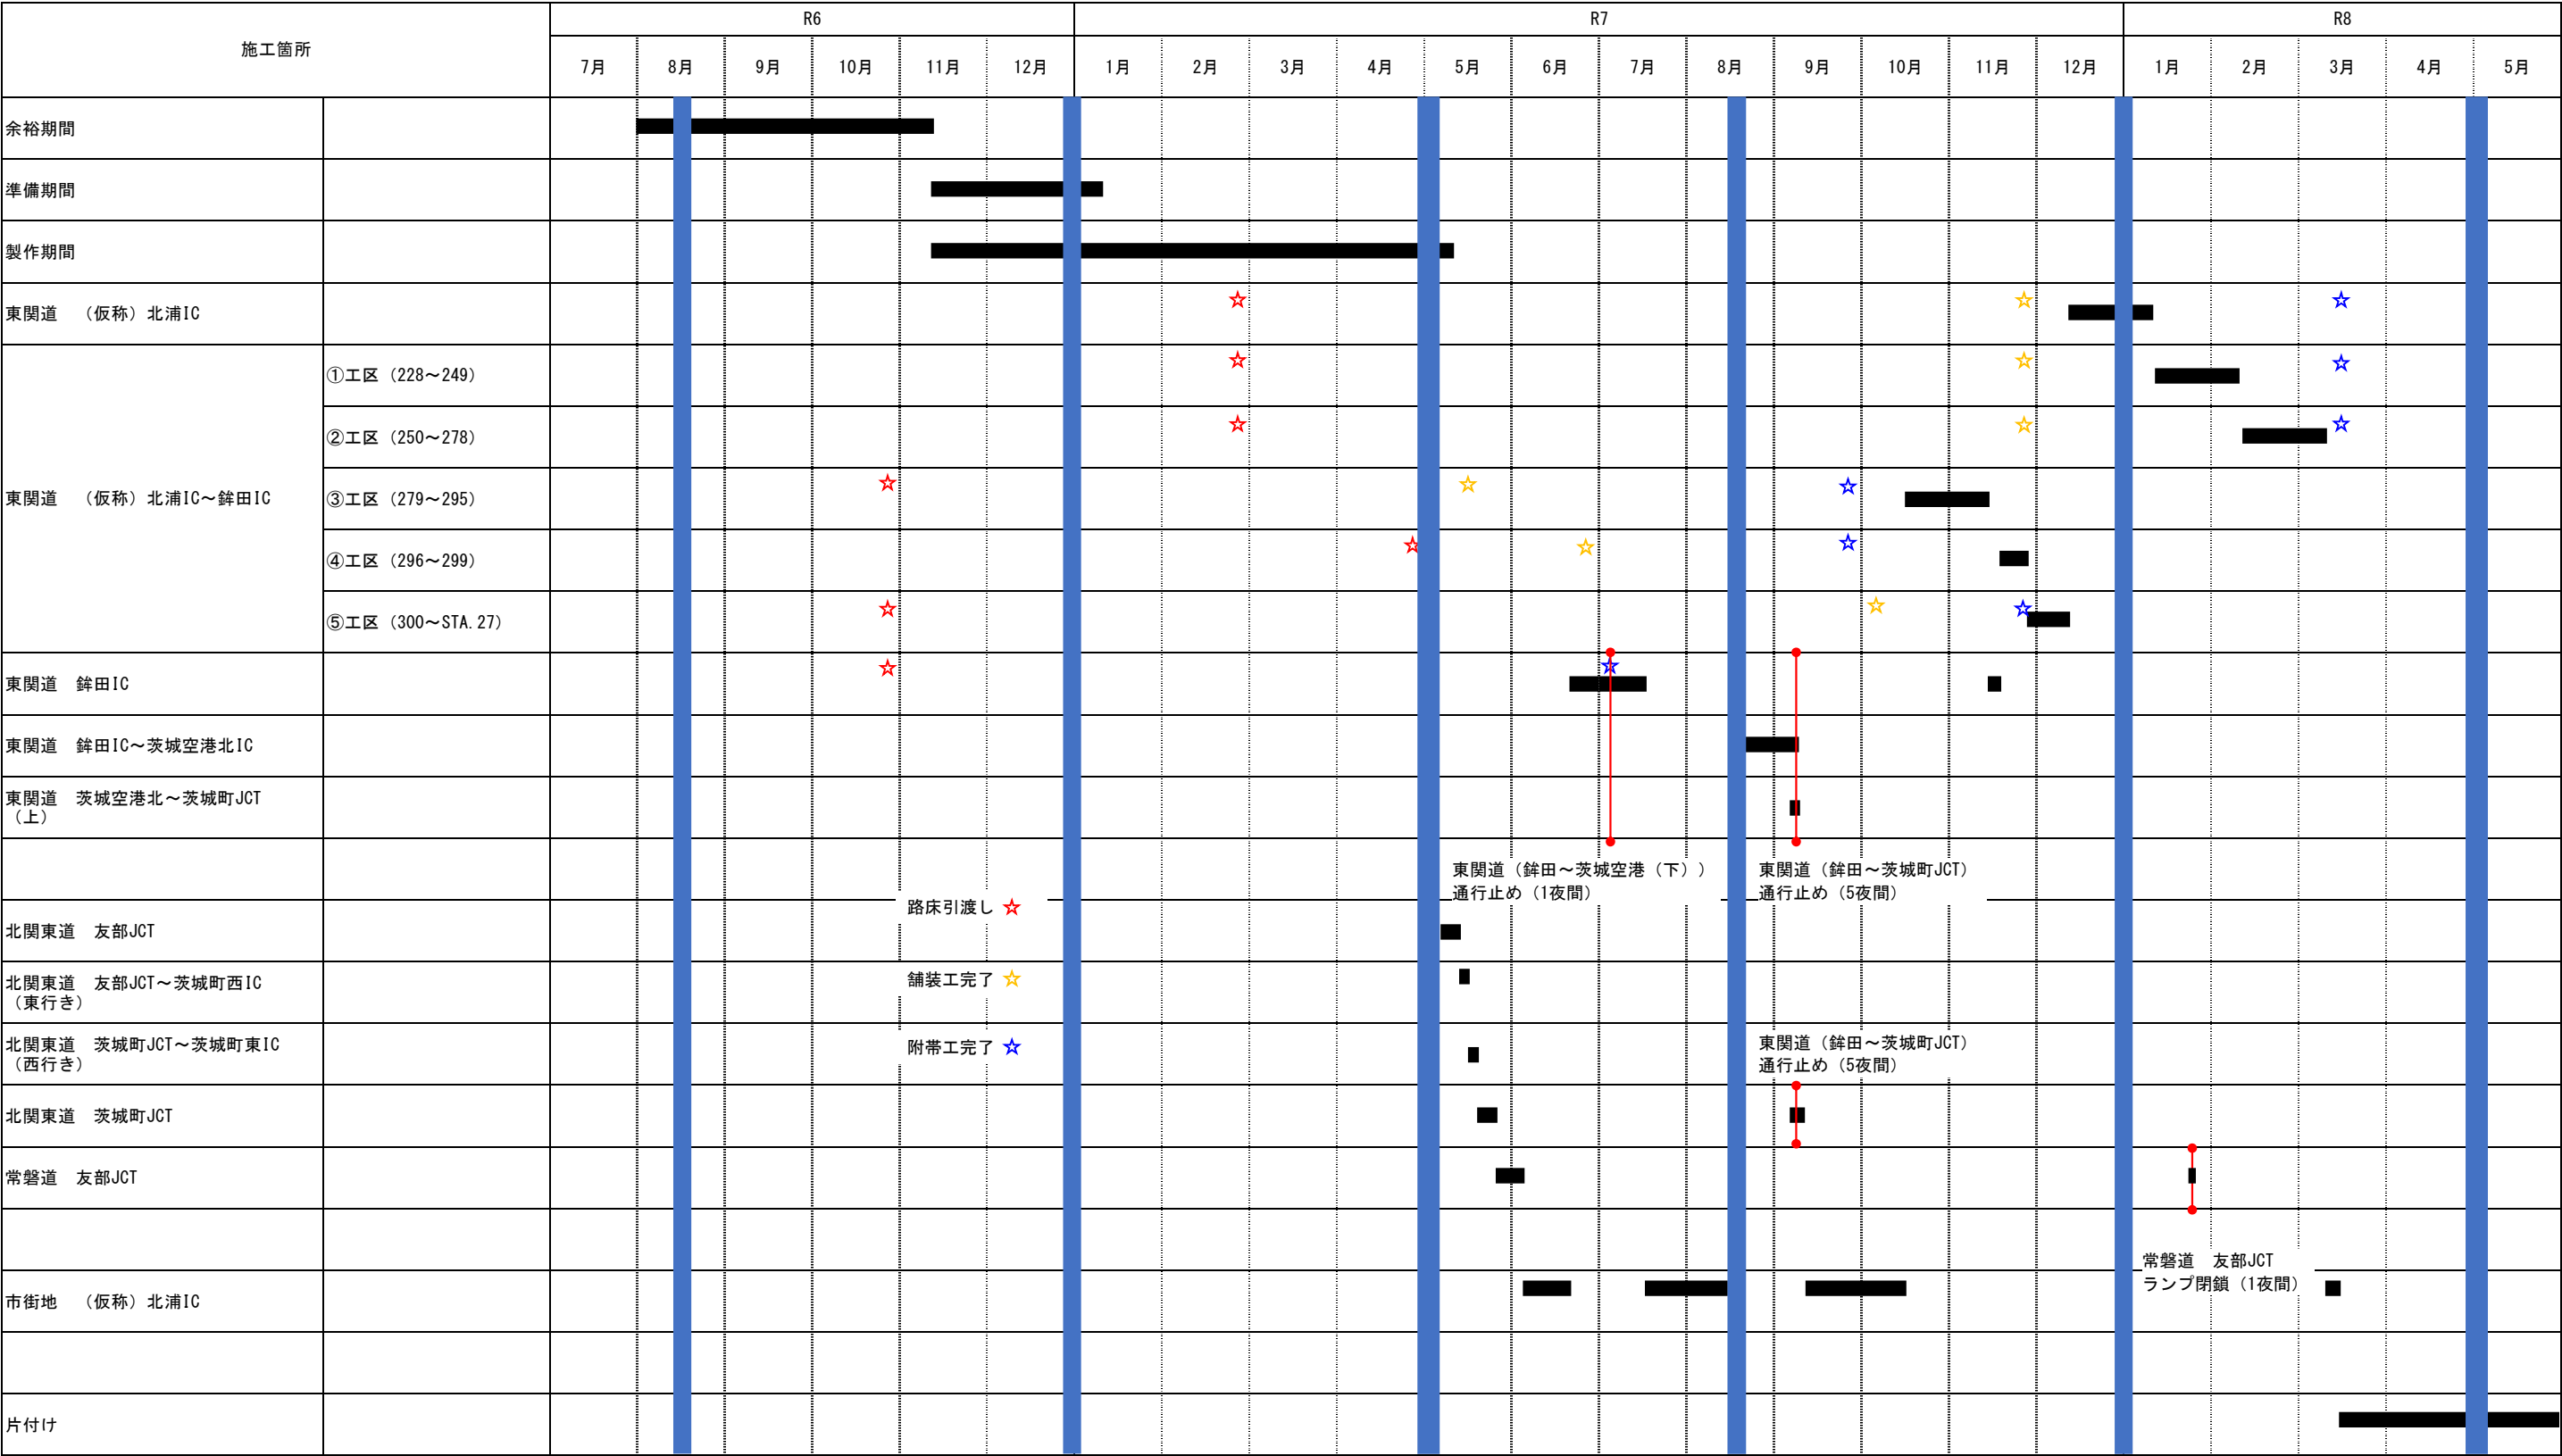 施工箇所
R6
R7
R8
7月
8月
9月
10月
11月
12月
1月
2月
3月
4月
5月
6月
7月
8月
9月
10月
11月
12月
1月
2月
3月
4月
5月
余裕期間
準備期間
製作期間
東関道　（仮称）北浦IC
東関道　（仮称）北浦IC～鉾田IC
①工区（228～249）
②工区（250～278）
③工区（279～295）
④工区（296～299）
⑤工区（300～STA.27）
東関道　鉾田IC
東関道　鉾田IC～茨城空港北IC
東関道　茨城空港北～茨城町JCT
（上）
東関道（鉾田～茨城空港（下））
通行止め（1夜間）
東関道（鉾田～茨城町JCT）
通行止め（5夜間）
路床引渡し ☆
北関東道　友部JCT
北関東道　友部JCT～茨城町西IC
（東行き）
舗装工完了 ☆
北関東道　茨城町JCT～茨城町東IC
（西行き）
附帯工完了 ☆
東関道（鉾田～茨城町JCT）
通行止め（5夜間）
北関東道　茨城町JCT
常磐道　友部JCT
常磐道　友部JCT
ランプ閉鎖（1夜間）
市街地　（仮称）北浦IC
片付け